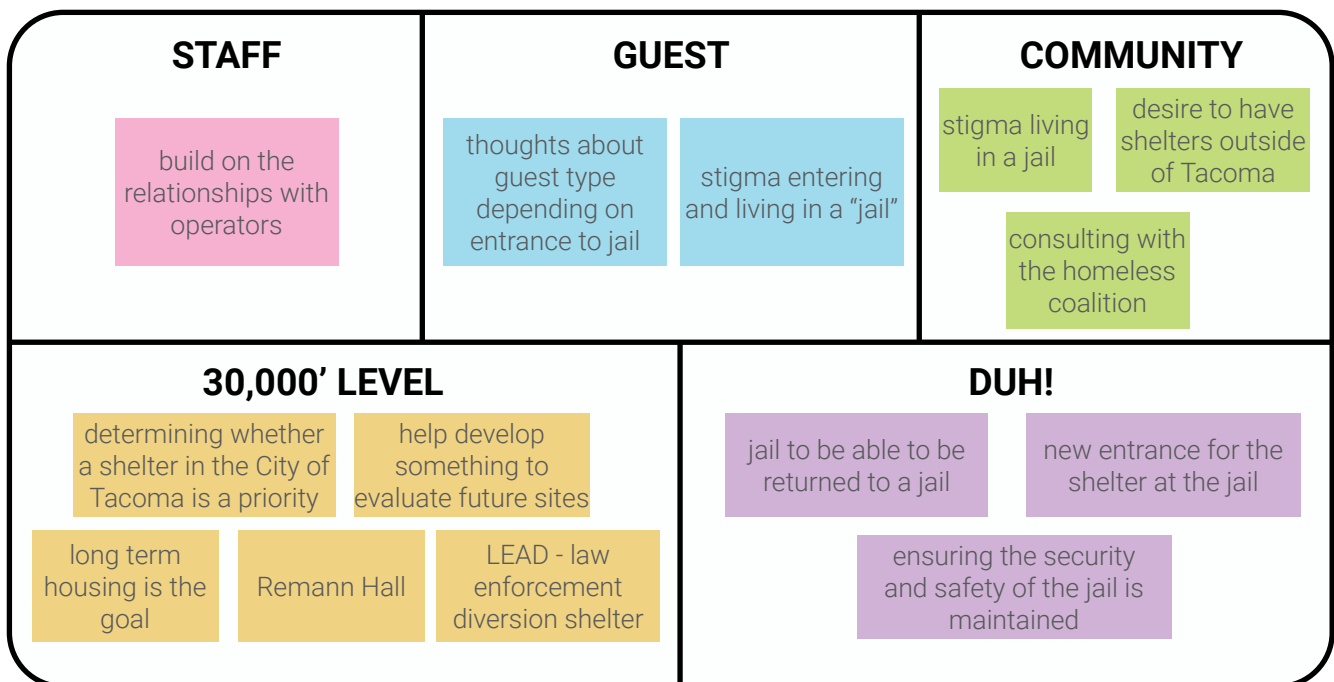 STAFF
build on the
relationships with
operators
GUEST
thoughts about
guest type
depending on
entrance to jail
stigma entering
and living in a “jail”
COMMUNITY
stigma living
in a jail
desire to have
shelters outside
of Tacoma
consulting with
the homeless
coalition
30,000’ LEVEL
determining whether
a shelter in the City of
Tacoma is a priority
help develop
something to
evaluate future sites
long term
housing is the
goal
Remann Hall
LEAD - law
enforcement
diversion shelter
DUH!
jail to be able to be
returned to a jail
new entrance for the
shelter at the jail
ensuring the security
and safety of the jail is
maintained